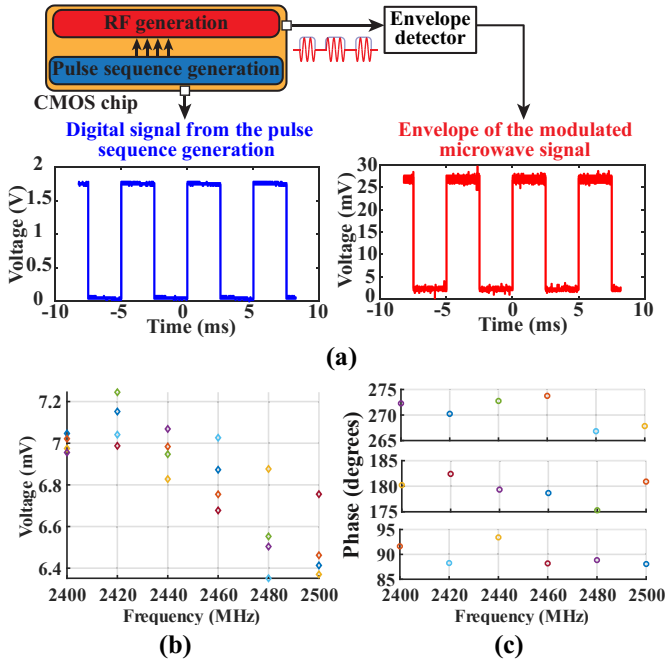 RF generation
Pulse sequence generation
CMOS chip
Envelope
detector
Digital signal from the pulse
sequence generation
Envelope of the modulated
microwave signal
2
1.5
1
0.5
0
Voltage (V)
-10 -5 0 5 10
Time (ms)
30
25
20
15
10
5
0
Voltage (mV)
-10 -5 0 5 10
Time (ms)
(a)
7.2
7
6.8
6.6
6.4
Voltage (mV)
2400 2420 2440 2460 2480 2500
Frequency (MHz)
(b)
275
270
265
185
180
175
95
90
85
Phase (degrees)
2400 2420 2440 2460 2480 2500
Frequency (MHz)
(c)